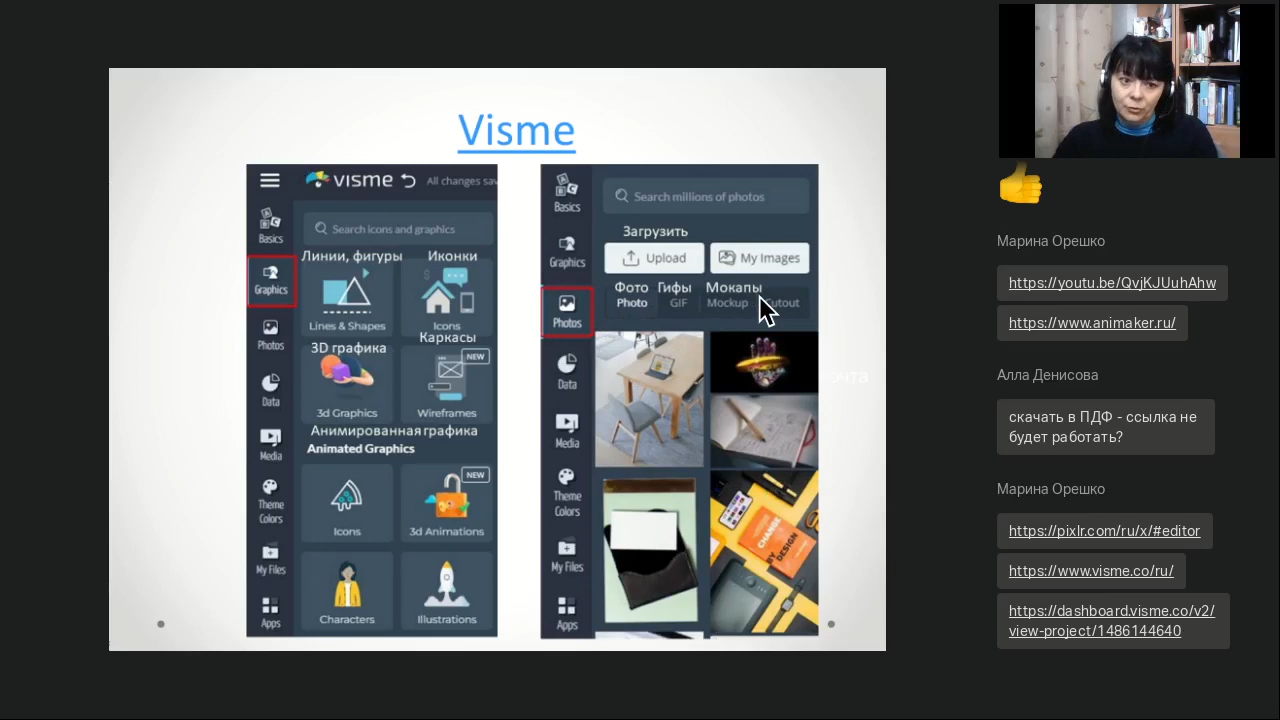 Visme
visme
All changes sav
Basics
Graphics
Photos
Data
Media
Theme
Colors
My Files
Apps
Search icons and graphics
Линии, фигуры
Иконки
Lines & Shapes
Icons
3D графика
Каркасы
NEW
3d Graphics
Wireframes
Анимированная графика
Animated Graphics
NEW
Icons
3d Animations
Characters
Illustrations
Basics
Graphics
Photos
Data
Media
Theme
Colors
My Files
Apps
Search millions of photos
Загрузить
Upload
My Images
Фото Гифы Мокапы
Photo GIF Mockup Cutout
CHANGE
BY
DESIGN
Марина Орешко
https://youtu.be/QvjKJUuhAhw
https://www.animaker.ru/
Алла Денисова
скачать в ПДФ - ссылка не
будет работать?
Марина Орешко
https://pixlr.com/ru/x/#editor
https://www.visme.co/ru/
https://dashboard.visme.co/v2/
view-project/1486144640